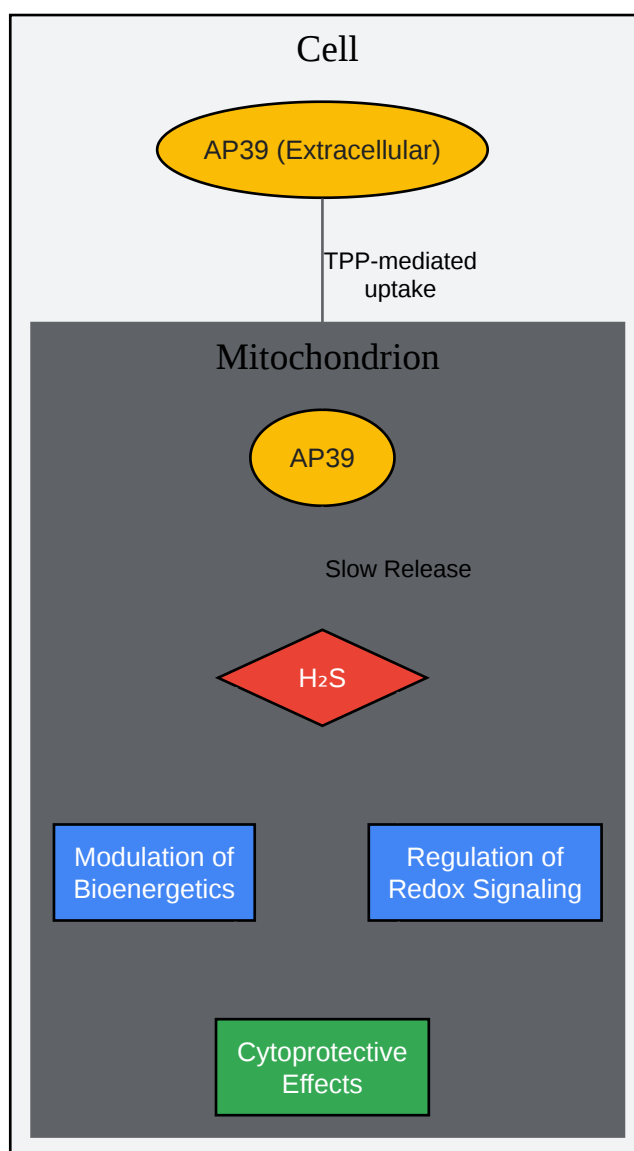 Cell
AP39 (Extracellular)
TPP-mediated
uptake
Mitochondrion
AP39
Slow Release
H₂S
Modulation of
Bioenergetics
Regulation of
Redox Signaling
Cytoprotective
Effects